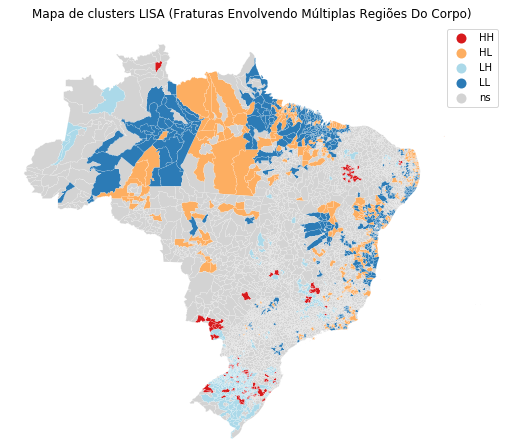 Mapa de clusters LISA (Fraturas Envolvendo Múltiplas Regiões Do Corpo)
HH
HL
LH
LL
ns